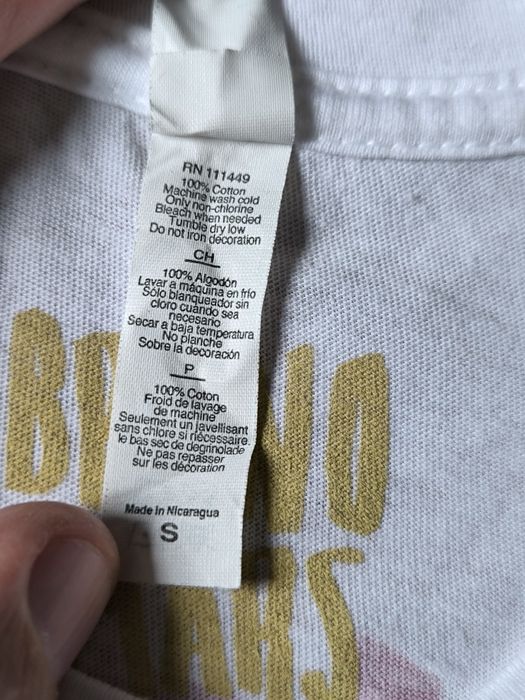 RN 111449
100% Cotton
Machine wash cold
Only non-chlorine
Bleach when needed
Tumble dry low
Do not iron decoration
CH
100% Algodón
Lavar a máquina en frío
Sólo blanqueador sin
cloro cuándo sea
necesario
Secar a baja temperatura
No planche
Sobre la decoración
P
100% Coton
Froid de lavage
de machine
Seulement un javellisant
sans chlore si nécessaire.
le bas sec de degrinolade
Ne pas repasser
sur les décoration
Made in Nicaragua
S